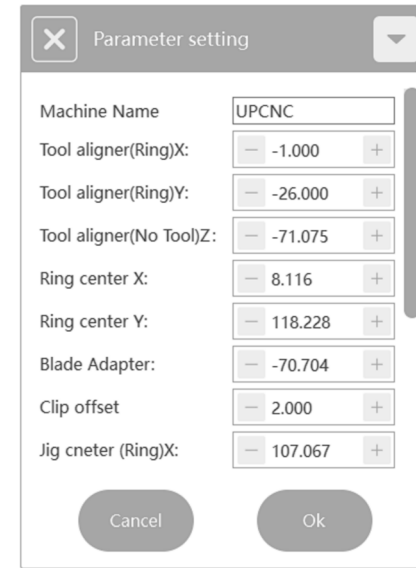 Parameter setting
Machine Name UPCNC
Tool aligner(Ring)X: − -1.000 +
Tool aligner(Ring)Y: − -26.000 +
Tool aligner(No Tool)Z: − -71.075 +
Ring center X: − 8.116 +
Ring center Y: − 118.228 +
Blade Adapter: − -70.704 +
Clip offset − 2.000 +
Jig cneter (Ring)X: − 107.067 +
Cancel Ok